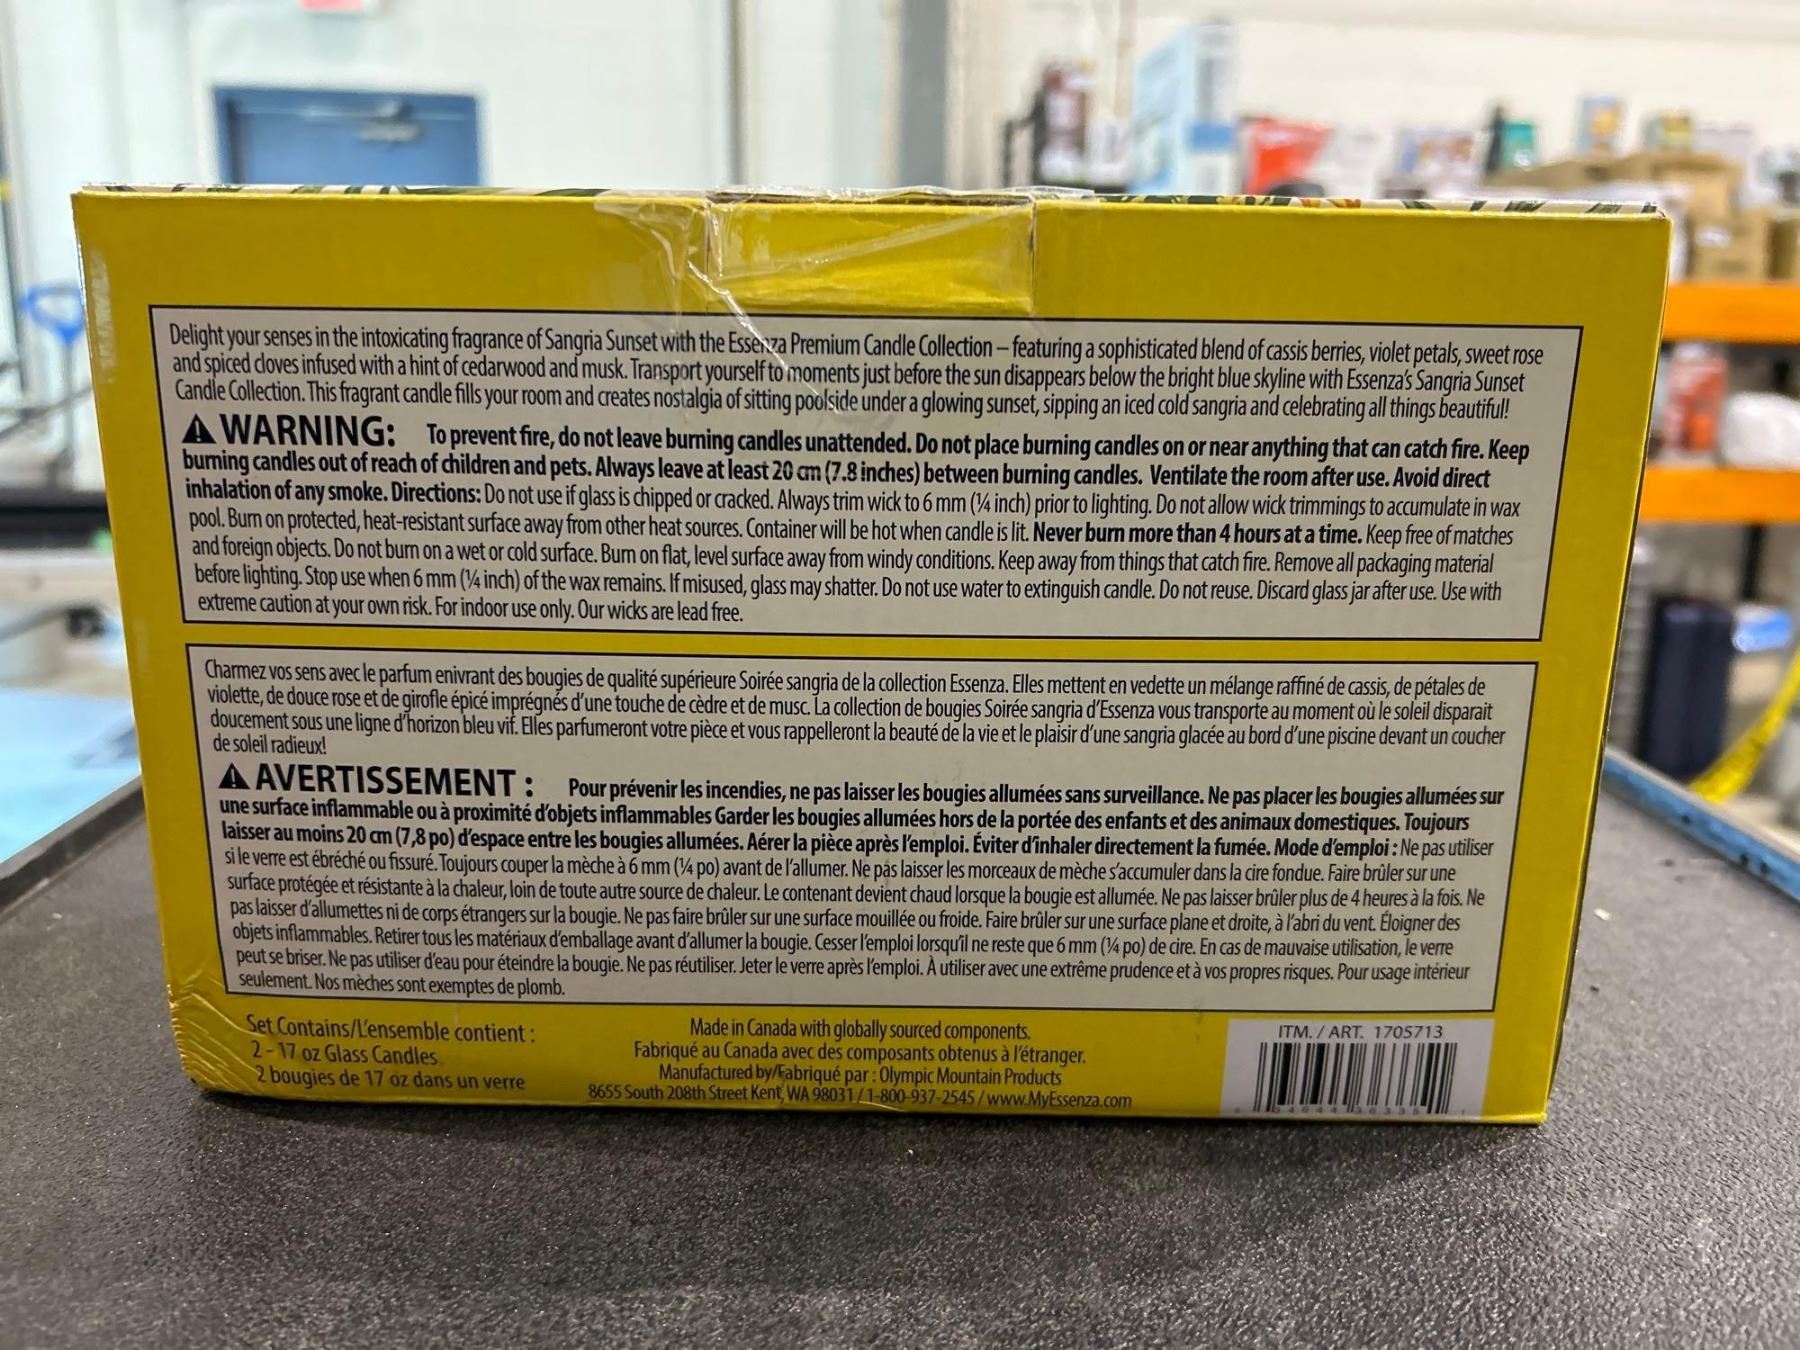 Delight your senses in the intoxicating fragrance of Sangria Sunset with the Essenza Premium Candle Collection – featuring a sophisticated blend of cassis berries, violet petals, sweet rose
and spiced cloves infused with a hint of cedarwood and musk. Transport yourself to moments just before the sun disappears below the bright blue skyline with Essenza's Sangria Sunset
Candle Collection. This fragrant candle fills your room and creates nostalgia of sitting poolside under a glowing sunset, sipping an iced cold sangria and celebrating all things beautiful!
⚠ WARNING: To prevent fire, do not leave burning candles unattended. Do not place burning candles on or near anything that can catch fire. Keep
burning candles out of reach of children and pets. Always leave at least 20 cm (7.8 inches) between burning candles. Ventilate the room after use. Avoid direct
inhalation of any smoke. Directions: Do not use if glass is chipped or cracked. Always trim wick to 6 mm (¼ inch) prior to lighting. Do not allow wick trimmings to accumulate in wax
pool. Burn on protected, heat-resistant surface away from other heat sources. Container will be hot when candle is lit. Never burn more than 4 hours at a time. Keep free of matches
and foreign objects. Do not burn on a wet or cold surface. Burn on flat, level surface away from windy conditions. Keep away from things that catch fire. Remove all packaging material
before lighting. Stop use when 6 mm (¼ inch) of the wax remains. If misused, glass may shatter. Do not use water to extinguish candle. Do not reuse. Discard glass jar after use. Use with
extreme caution at your own risk. For indoor use only. Our wicks are lead free.
Charmez vos sens avec le parfum enivrant des bougies de qualité supérieure Soirée sangria de la collection Essenza. Elles mettent en vedette un mélange raffiné de cassis, de pétales de
violette, de douce rose et de girofle épicé imprégnés d'une touche de cèdre et de musc. La collection de bougies Soirée sangria d'Essenza vous transporte au moment où le soleil disparait
doucement sous une ligne d'horizon bleu vif. Elles parfumeront votre pièce et vous rappelleront la beauté de la vie et le plaisir d'une sangria glacée au bord d'une piscine devant un coucher
de soleil radieux!
⚠ AVERTISSEMENT : Pour prévenir les incendies, ne pas laisser les bougies allumées sans surveillance. Ne pas placer les bougies allumées sur
une surface inflammable ou à proximité d'objets inflammables Garder les bougies allumées hors de la portée des enfants et des animaux domestiques. Toujours
laisser au moins 20 cm (7,8 po) d'espace entre les bougies allumées. Aérer la pièce après l'emploi. Éviter d'inhaler directement la fumée. Mode d'emploi : Ne pas utiliser
si le verre est ébréché ou fissuré. Toujours couper la mèche à 6 mm (¼ po) avant de l'allumer. Ne pas laisser les morceaux de mèche s'accumuler dans la cire fondue. Faire brûler sur une
surface protégée et résistante à la chaleur, loin de toute autre source de chaleur. Le contenant devient chaud lorsque la bougie est allumée. Ne pas laisser brûler plus de 4 heures à la fois. Ne
pas laisser d'allumettes ni de corps étrangers sur la bougie. Ne pas faire brûler sur une surface mouillée ou froide. Faire brûler sur une surface plane et droite, à l'abri du vent. Éloigner des
objets inflammables. Retirer tous les matériaux d'emballage avant d'allumer la bougie. Cesser l'emploi lorsqu'il ne reste que 6 mm (¼ po) de cire. En cas de mauvaise utilisation, le verre
peut se briser. Ne pas utiliser d'eau pour éteindre la bougie. Ne pas réutiliser. Jeter le verre après l'emploi. À utiliser avec une extrême prudence et à vos propres risques. Pour usage intérieur
seulement. Nos mèches sont exemptes de plomb.
Set Contains/L'ensemble contient :
2 - 17 oz Glass Candles
2 bougies de 17 oz dans un verre
Made in Canada with globally sourced components.
Fabriqué au Canada avec des composants obtenus à l'étranger.
Manufactured by/Fabriqué par : Olympic Mountain Products
8655 South 208th Street Kent, WA 98031 / 1-800-937-2545 / www.MyEssenza.com
ITM. / ART. 1705713